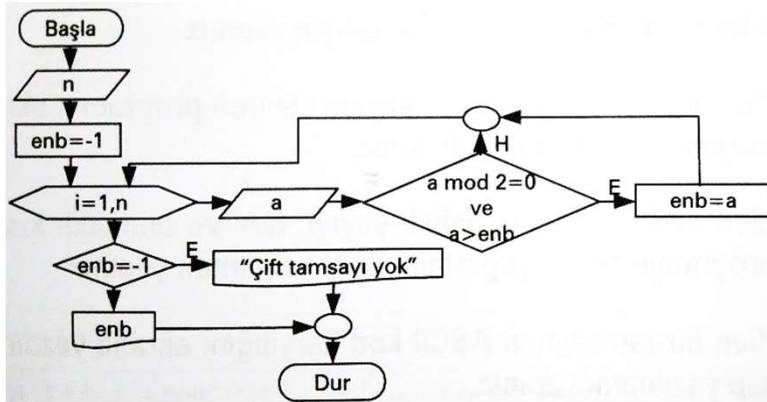 Başla
n
enb=-1
i=1,n
a
a mod 2=0
ve
a>enb
H
E
enb=a
enb=-1
E
“Çift tamsayı yok”
enb
Dur